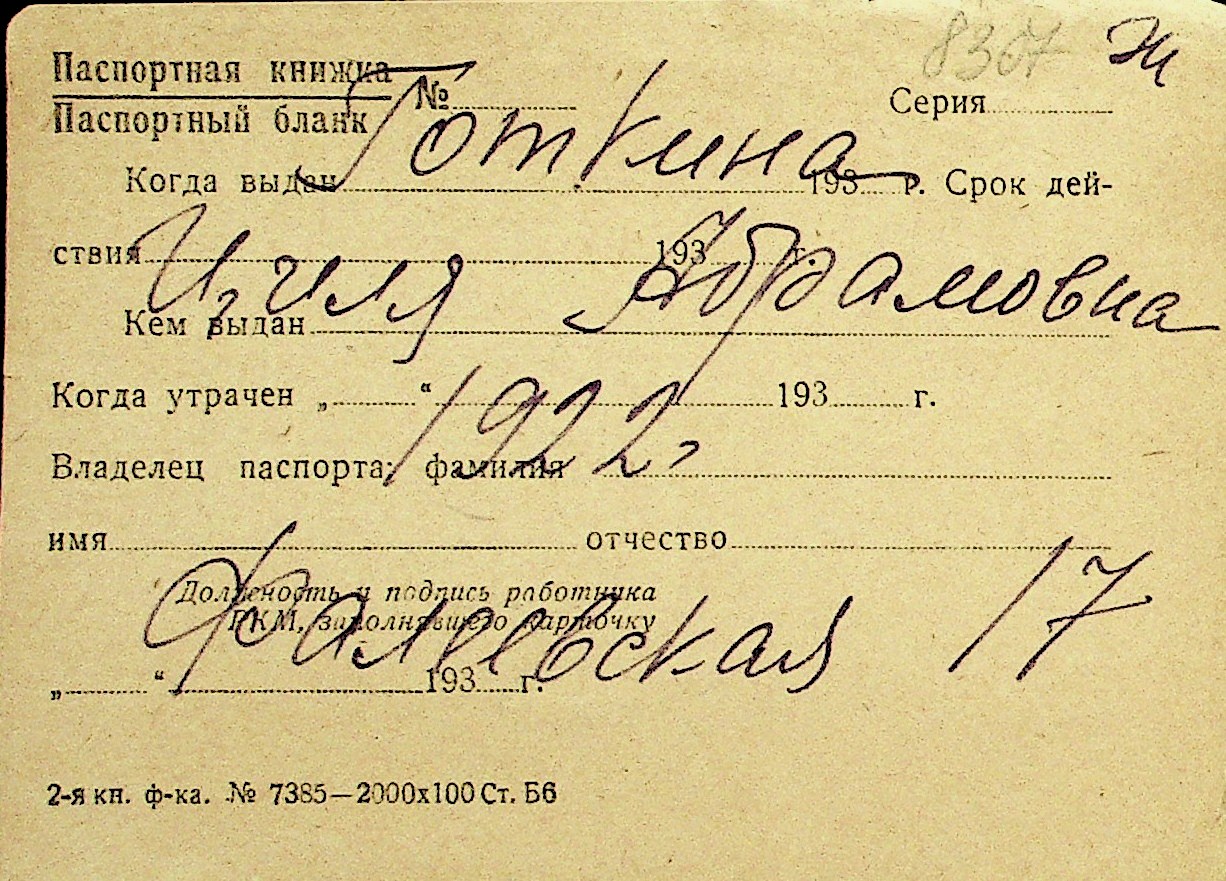 8367 Ж
Паспортная книжка
Паспортный бланк
№ Серия
Готкина
Когда выдан 193 г. Срок дей-
ствия 193 г.
Циля Абрамовна
Кем выдан
Когда утрачен „ “ 193 г.
1922
Владелец паспорта: фамилия
имя отчество
Должность и подпись работника
РКМ, заполнявшего карточку
Фалеевская 17
„ “ 193 г.
2-я кн. ф-ка. № 7385—2000х100 Ст. Б6